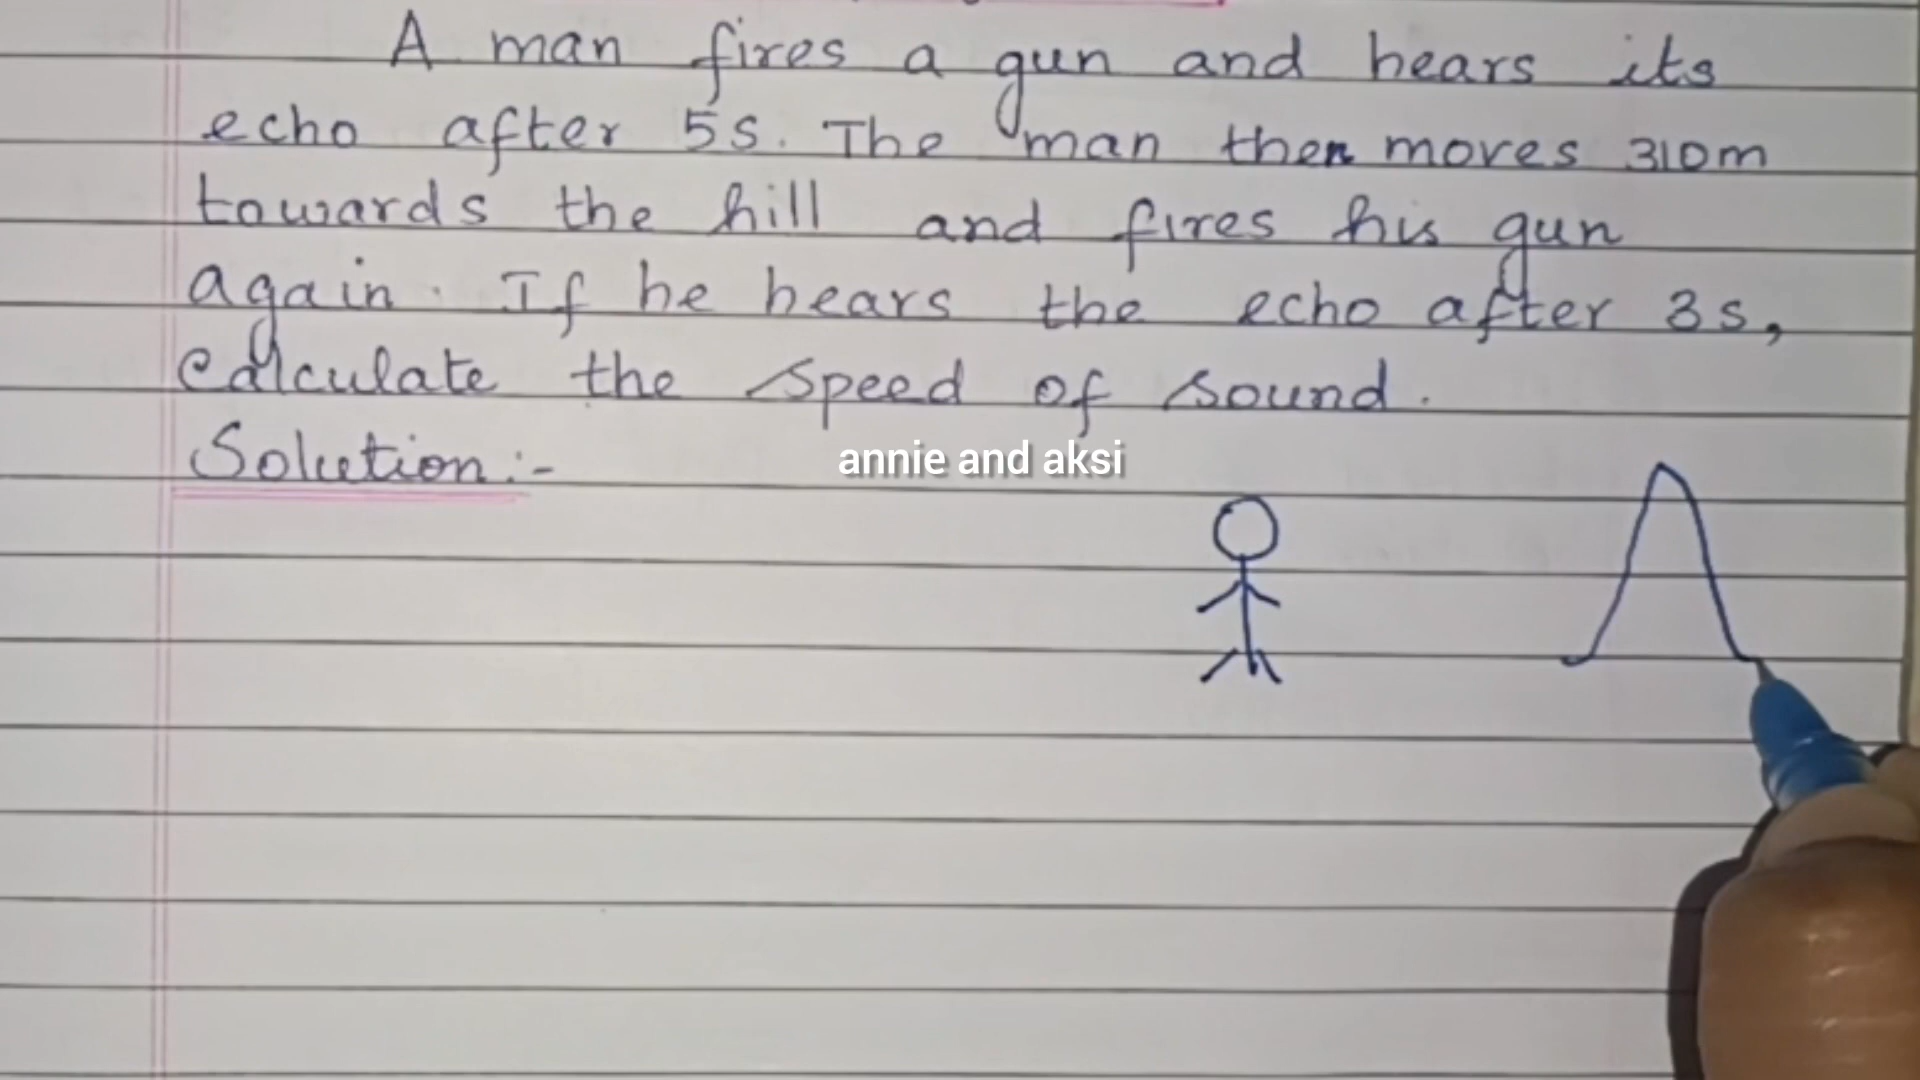 A man fires a gun and hears its
echo after 5s. The man then moves 310m
towards the hill and fires his gun
again. If he hears the echo after 3s,
calculate the speed of sound.
Solution:-
annie and aksi